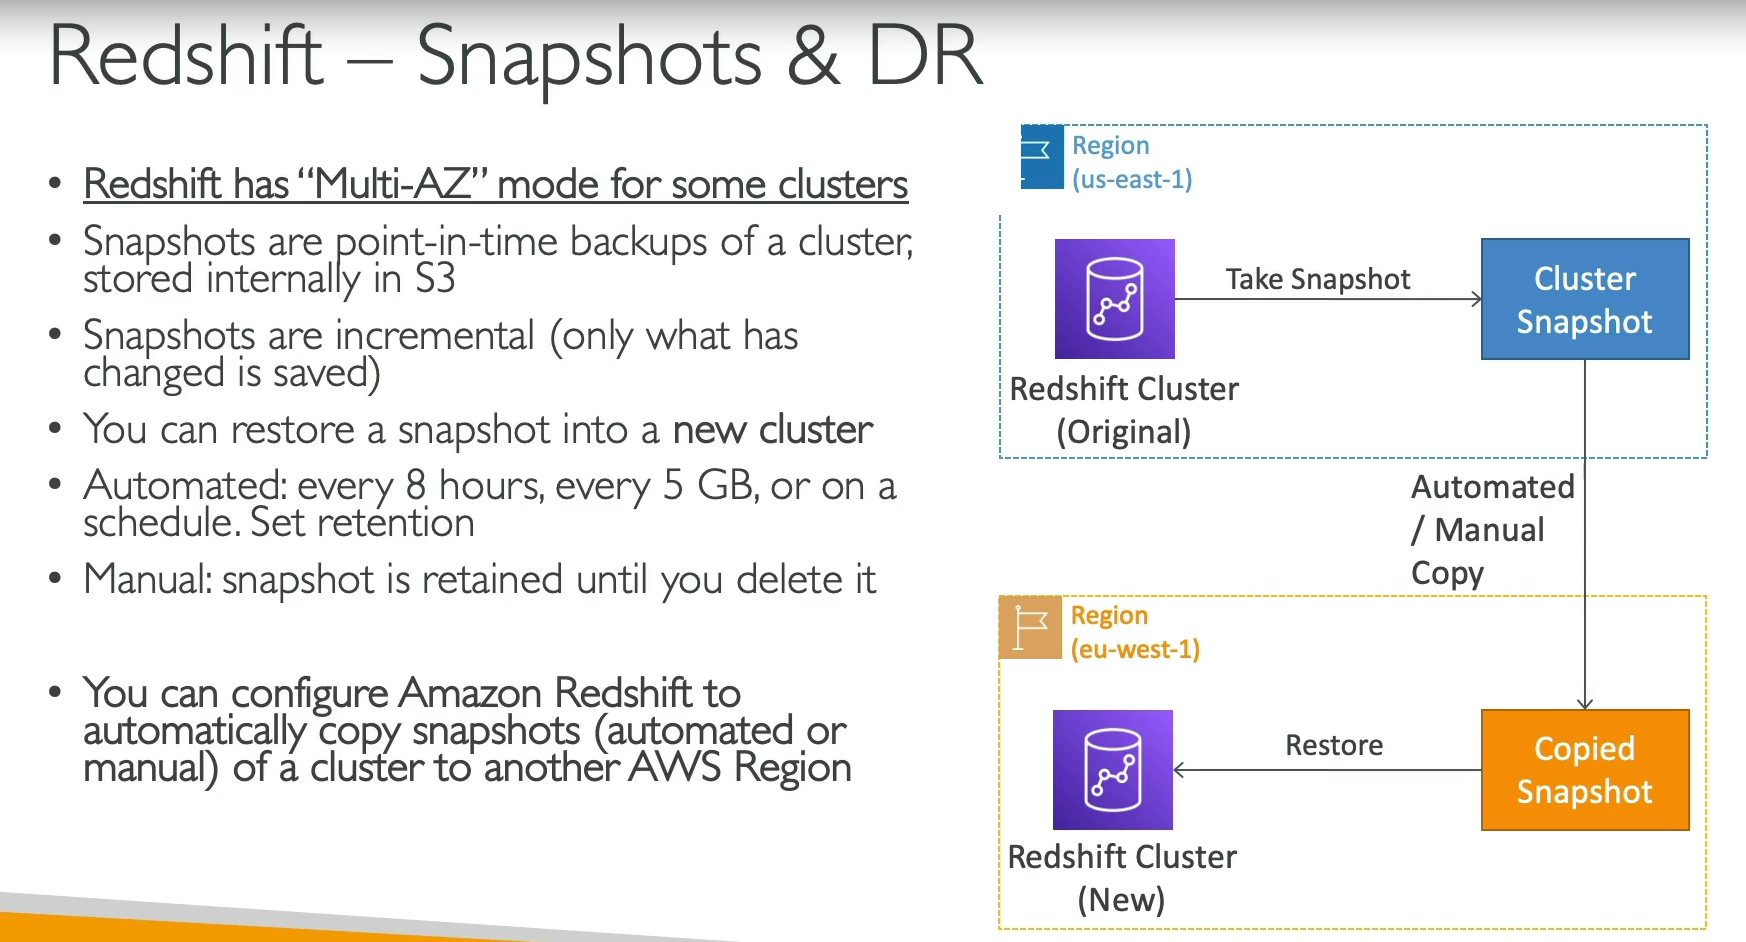 Redshift – Snapshots & DR
• Redshift has “Multi-AZ” mode for some clusters
• Snapshots are point-in-time backups of a cluster,
stored internally in S3
• Snapshots are incremental (only what has
changed is saved)
• You can restore a snapshot into a new cluster
• Automated: every 8 hours, every 5 GB, or on a
schedule. Set retention
• Manual: snapshot is retained until you delete it
• You can configure Amazon Redshift to
automatically copy snapshots (automated or
manual) of a cluster to another AWS Region
Region
(us-east-1)
Take Snapshot
Cluster
Snapshot
Redshift Cluster
(Original)
Automated
/ Manual
Copy
Region
(eu-west-1)
Restore
Copied
Snapshot
Redshift Cluster
(New)